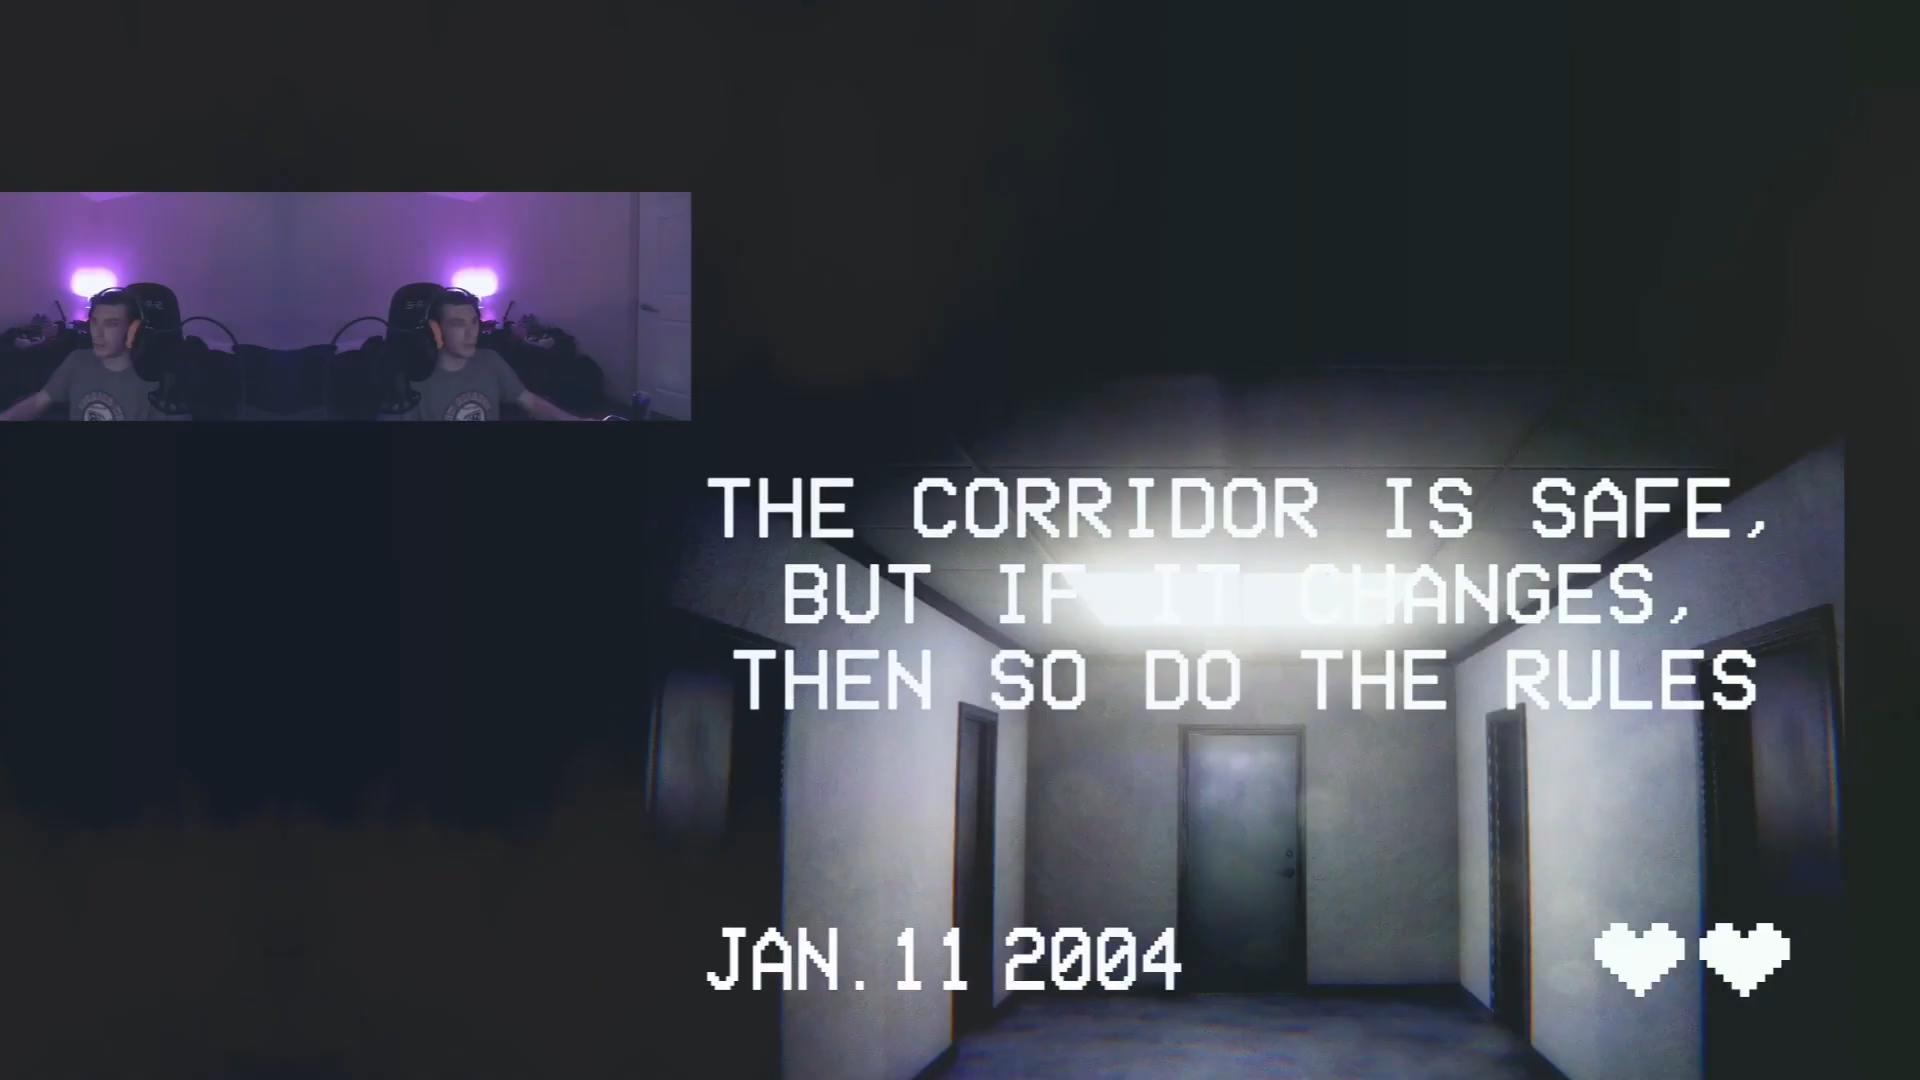 THE CORRIDOR IS SAFE,
BUT IF IT CHANGES,
THEN SO DO THE RULES
JAN.11 2004